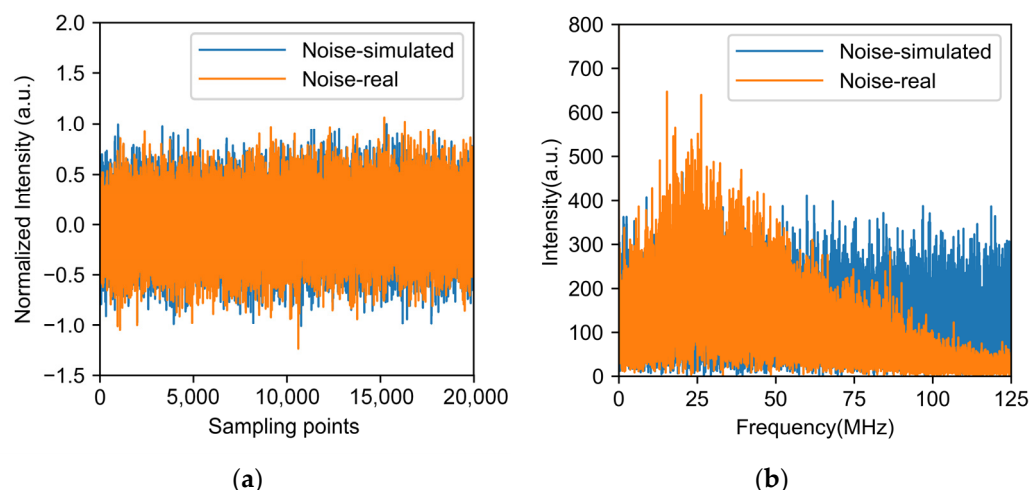 2.0
1.5
1.0
0.5
0.0
−0.5
−1.0
−1.5
Normalized Intensity (a.u.)
Noise-simulated
Noise-real
0 5,000 10,000 15,000 20,000
Sampling points
(a)
800
700
600
500
400
300
200
100
0
Intensity(a.u.)
Noise-simulated
Noise-real
0 25 50 75 100 125
Frequency(MHz)
(b)